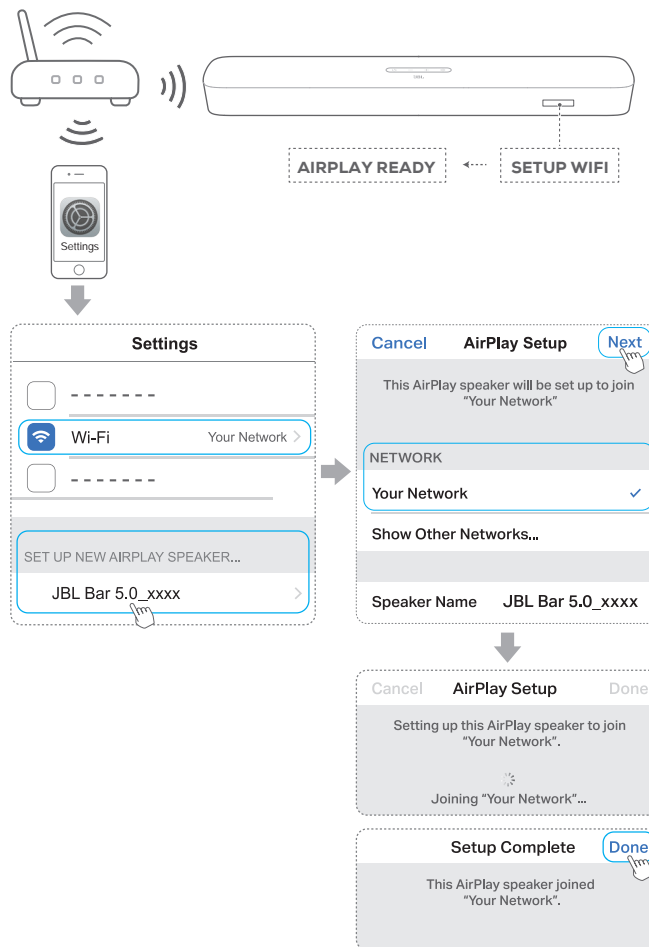 JBL
AIRPLAY READY
SETUP WIFI
Settings
Settings
- - - - - - -
Wi-Fi Your Network
- - - - - - -
SET UP NEW AIRPLAY SPEAKER...
JBL Bar 5.0_xxxx
Cancel AirPlay Setup Next
This AirPlay speaker will be set up to join
“Your Network”
NETWORK
Your Network
Show Other Networks...
Speaker Name JBL Bar 5.0_xxxx
Cancel AirPlay Setup Done
Setting up this AirPlay speaker to join
“Your Network”.
Joining “Your Network”...
Setup Complete Done
This AirPlay speaker joined
“Your Network”.